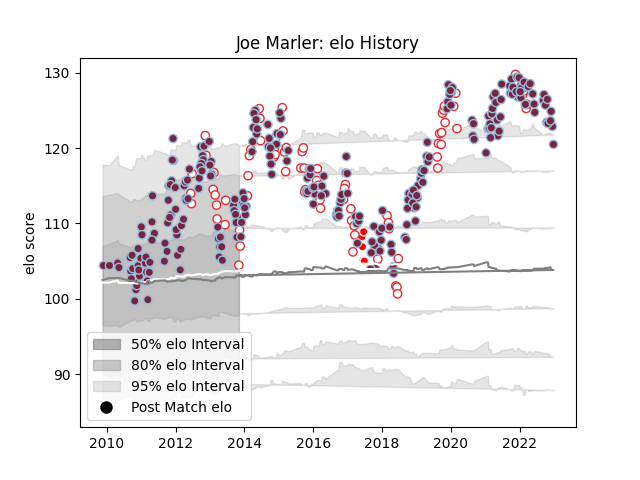 Joe Marler: elo History
elo score
130
120
110
100
90
50% elo Interval
80% elo Interval
95% elo Interval
Post Match elo
2010 2012 2014 2016 2018 2020 2022